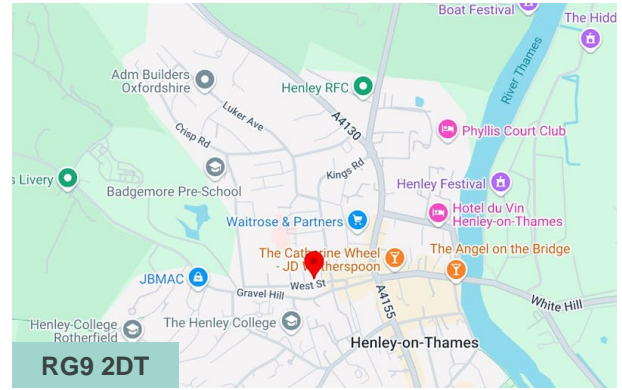 Boat Festival
The Hidd
Adm Builders
Oxfordshire
Henley RFC
River Thames
Luker Ave
A4130
Crisp Rd
Phyllis Court Club
Kings Rd
s Livery
Badgemore Pre-School
Henley Festival
Waitrose & Partners
Hotel du Vin
Henley-on-Thames
The Catherine Wheel
- JD Wetherspoon
The Angel on the Bridge
JBMAC
West St
Gravel Hill
A4155
White Hill
Henley-College
Rotherfield
The Henley College
Henley-on-Thames
RG9 2DT